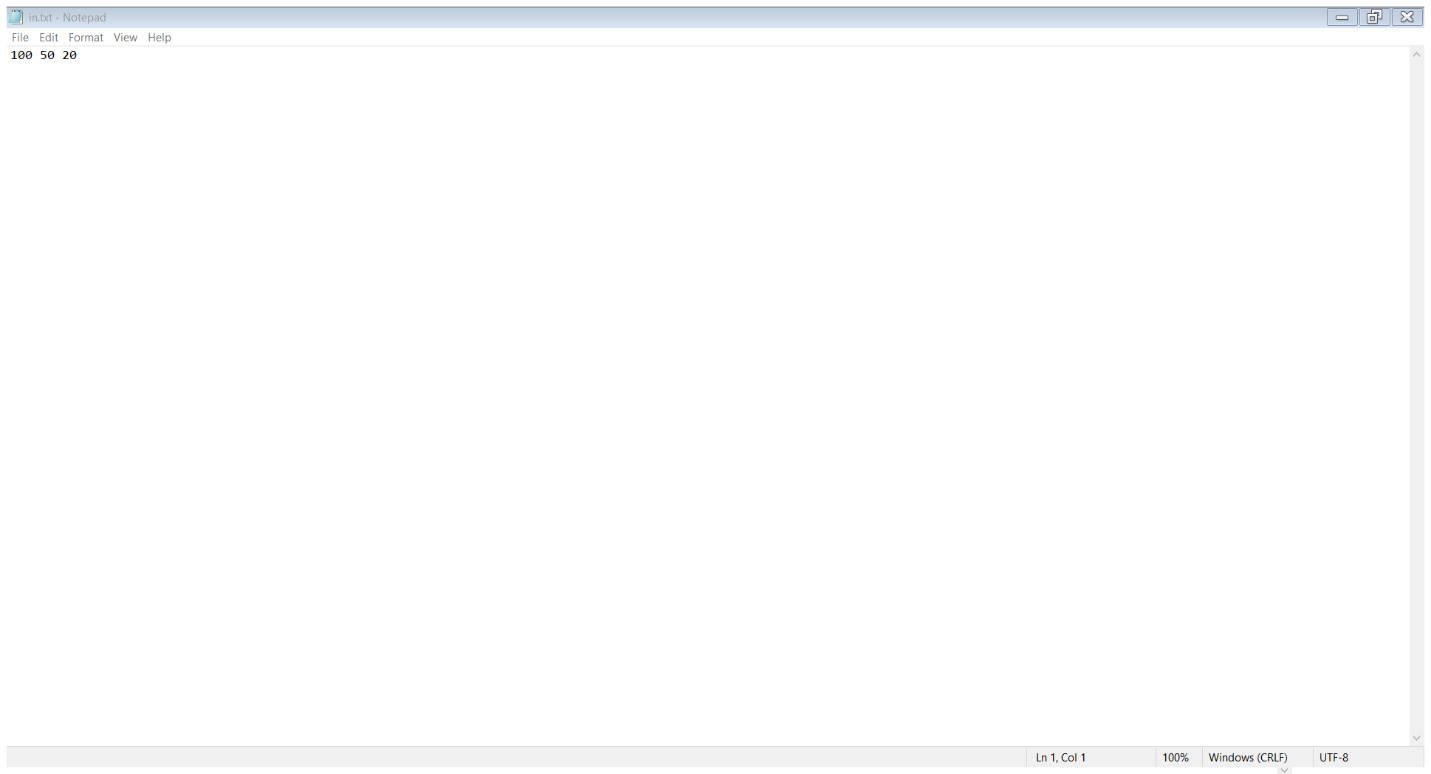 in.txt - Notepad
File Edit Format View Help
100 50 20
Ln 1, Col 1 100% Windows (CRLF) UTF-8